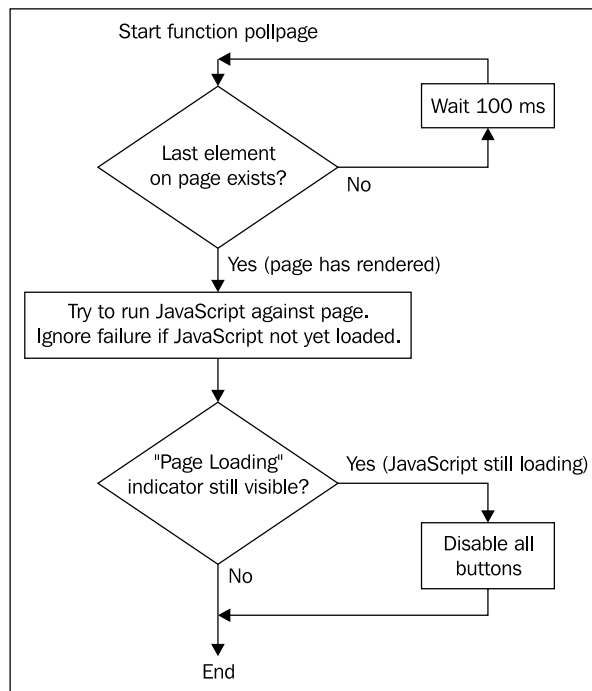 Start function pollpage
Wait 100 ms
Last element
on page exists?
No
Yes (page has rendered)
Try to run JavaScript against page.
Ignore failure if JavaScript not yet loaded.
"Page Loading"
indicator still visible?
Yes (JavaScript still loading)
Disable all
buttons
No
End